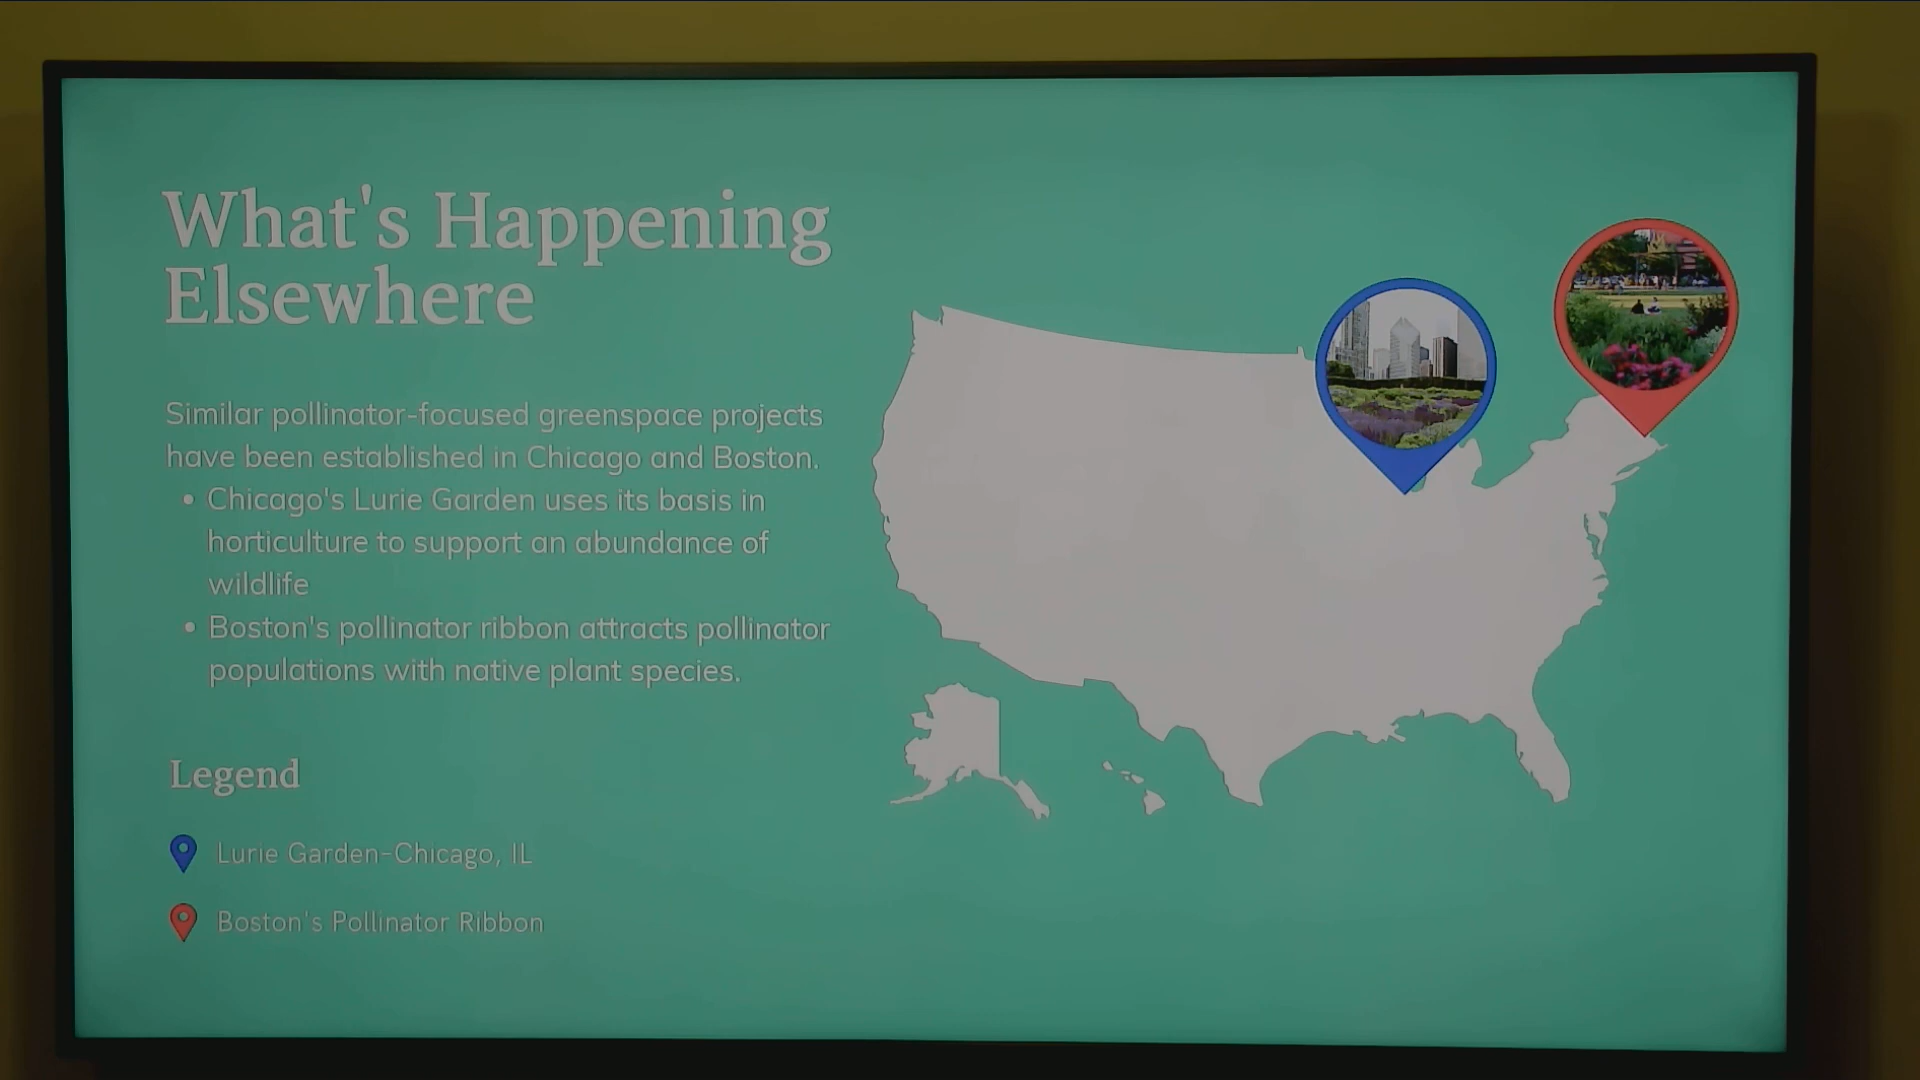 What's Happening
Elsewhere
Similar pollinator-focused greenspace projects
have been established in Chicago and Boston.
• Chicago's Lurie Garden uses its basis in
horticulture to support an abundance of
wildlife
• Boston's pollinator ribbon attracts pollinator
populations with native plant species.
Legend
Lurie Garden-Chicago, IL
Boston's Pollinator Ribbon